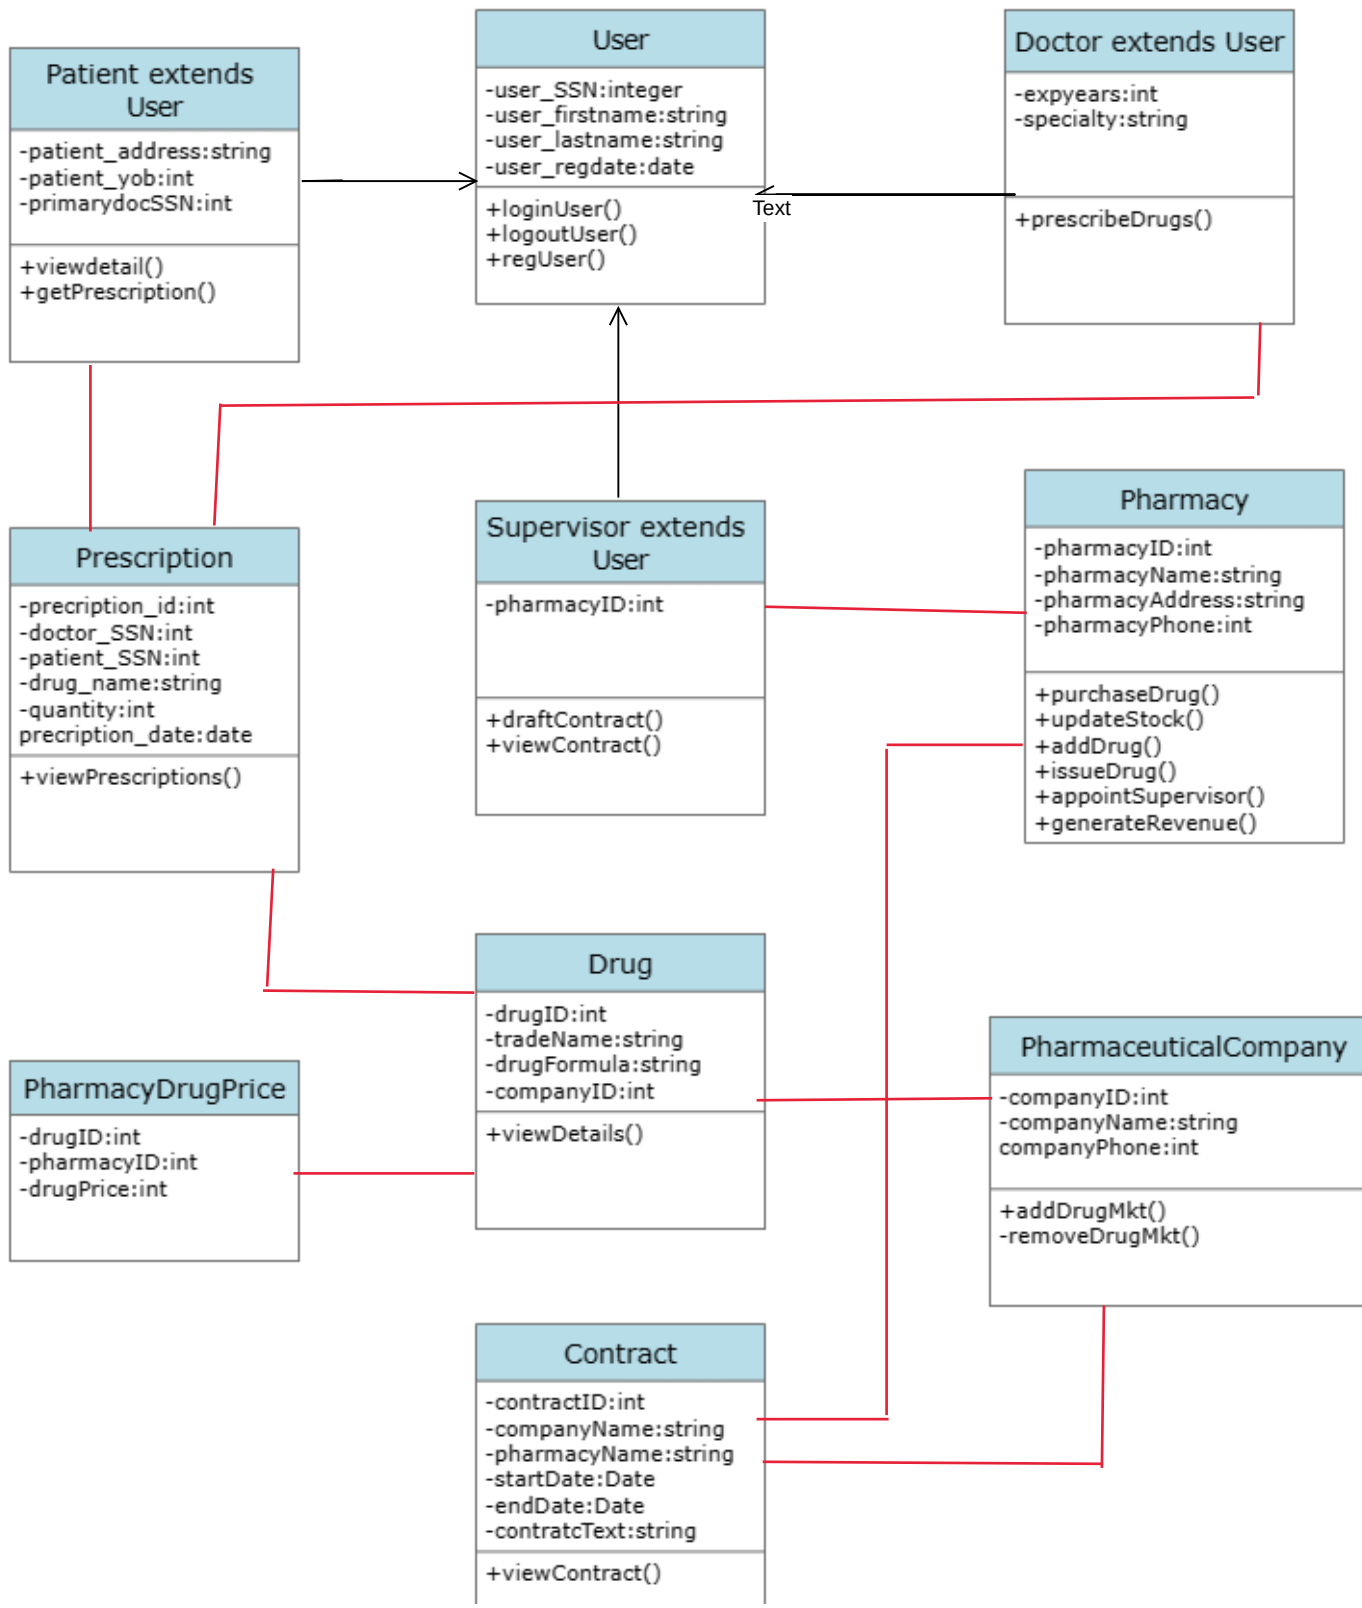 Patient extends
User
-patient_address:string
-patient_yob:int
-primarydocSSN:int
+viewdetail()
+getPrescription()
User
-user_SSN:integer
-user_firstname:string
-user_lastname:string
-user_regdate:date
+loginUser()
+logoutUser()
+regUser()
Doctor extends User
-expyears:int
-specialty:string
+prescribeDrugs()
Text
Prescription
-precription_id:int
-doctor_SSN:int
-patient_SSN:int
-drug_name:string
-quantity:int
precription_date:date
+viewPrescriptions()
Supervisor extends
User
-pharmacyID:int
+draftContract()
+viewContract()
Pharmacy
-pharmacyID:int
-pharmacyName:string
-pharmacyAddress:string
-pharmacyPhone:int
+purchaseDrug()
+updateStock()
+addDrug()
+issueDrug()
+appointSupervisor()
+generateRevenue()
Drug
-drugID:int
-tradeName:string
-drugFormula:string
-companyID:int
+viewDetails()
PharmacyDrugPrice
-drugID:int
-pharmacyID:int
-drugPrice:int
PharmaceuticalCompany
-companyID:int
-companyName:string
companyPhone:int
+addDrugMkt()
-removeDrugMkt()
Contract
-contractID:int
-companyName:string
-pharmacyName:string
-startDate:Date
-endDate:Date
-contratcText:string
+viewContract()